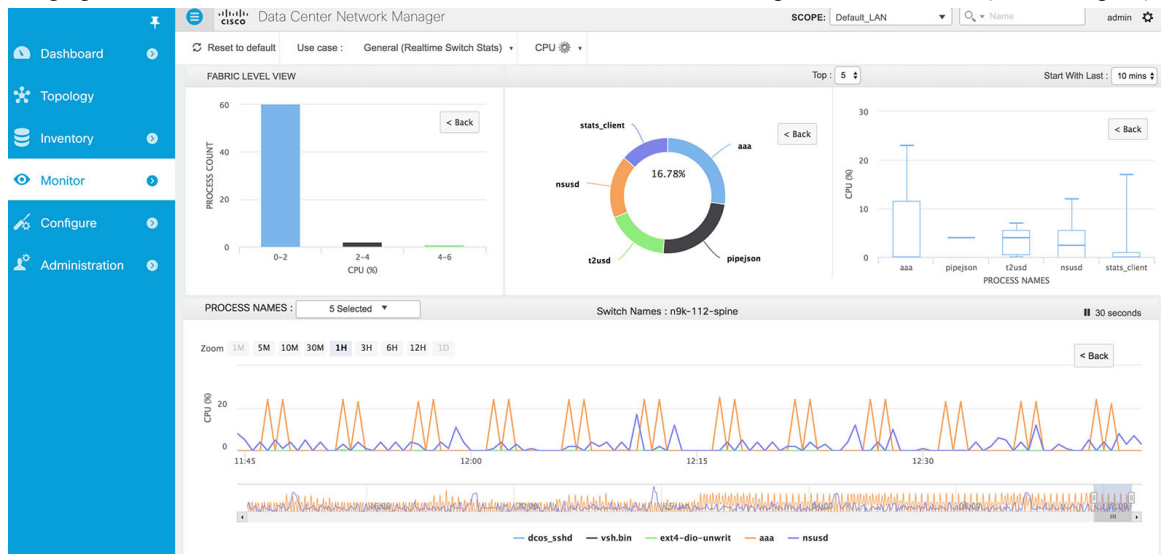 cisco Data Center Network Manager
SCOPE: Default_LAN Name admin
Dashboard
Topology
Inventory
Monitor
Configure
Administration
Reset to default Use case : General (Realtime Switch Stats) CPU
FABRIC LEVEL VIEW Top : 5 Start With Last : 10 mins
60
40
20
0
PROCESS COUNT
0-2 2-4 4-6
CPU (%)
< Back
stats_client
aaa
nsusd
16.78%
t2usd
pipejson
< Back
30
20
10
0
CPU (%)
aaa pipejson t2usd nsusd stats_client
PROCESS NAMES
< Back
PROCESS NAMES : 5 Selected Switch Names : n9k-112-spine 30 seconds
Zoom 1M 5M 10M 30M 1H 3H 6H 12H 1D
< Back
CPU (%)
20
0
11:45 12:00 12:15 12:30
dcos_sshd vsh.bin ext4-dio-unwrit aaa nsusd